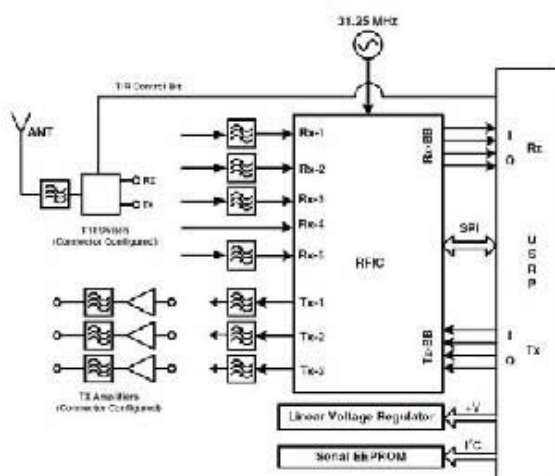 31.25 MHz
T/R Control Bit
ANT
RX
TX
T/R Switch
(Connector Configured)
Rx-1
Rx-2
Rx-3
Rx-4
Rx-5
Tx-1
Tx-2
Tx-3
RFIC
Rx-BB
Tx-BB
I
Q
Rx
SPI
USRP
I
Q
TX
TX Amplifiers
(Connector Configured)
Linear Voltage Regulator
+V
Serial EEPROM
I²C